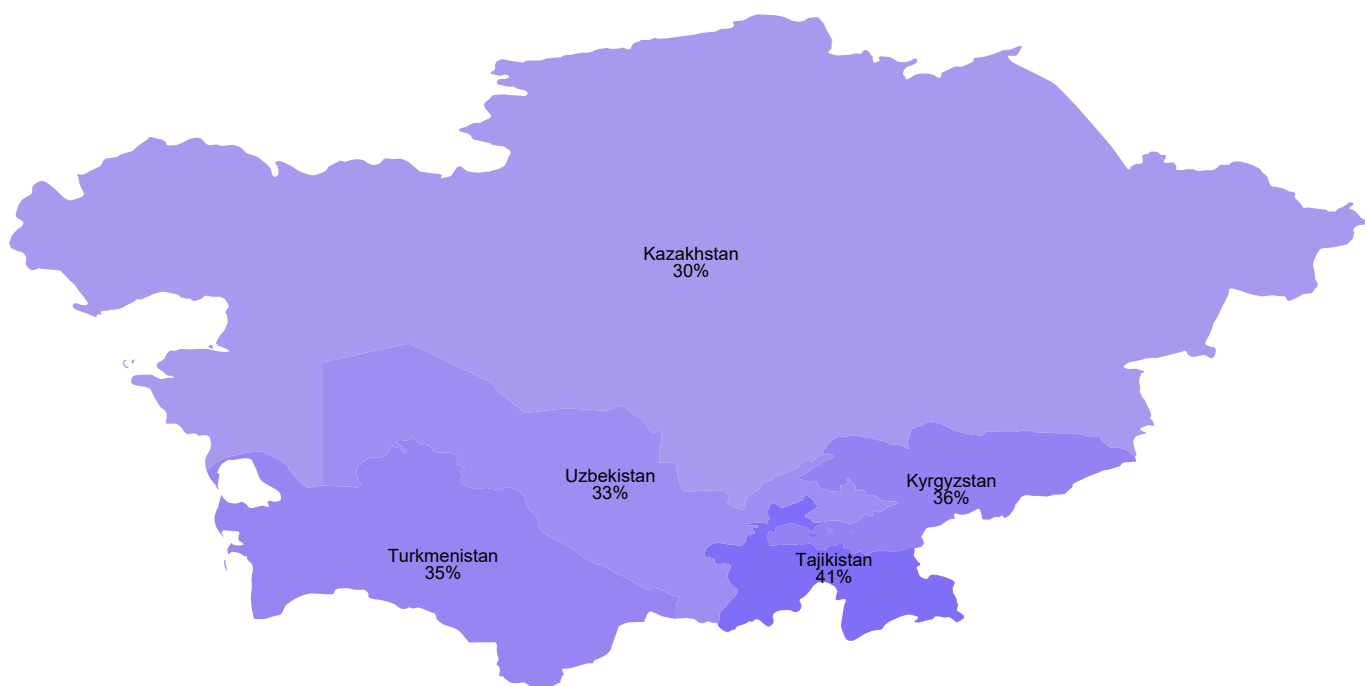 Kazakhstan
30%
Uzbekistan
33%
Kyrgyzstan
36%
Turkmenistan
35%
Tajikistan
41%